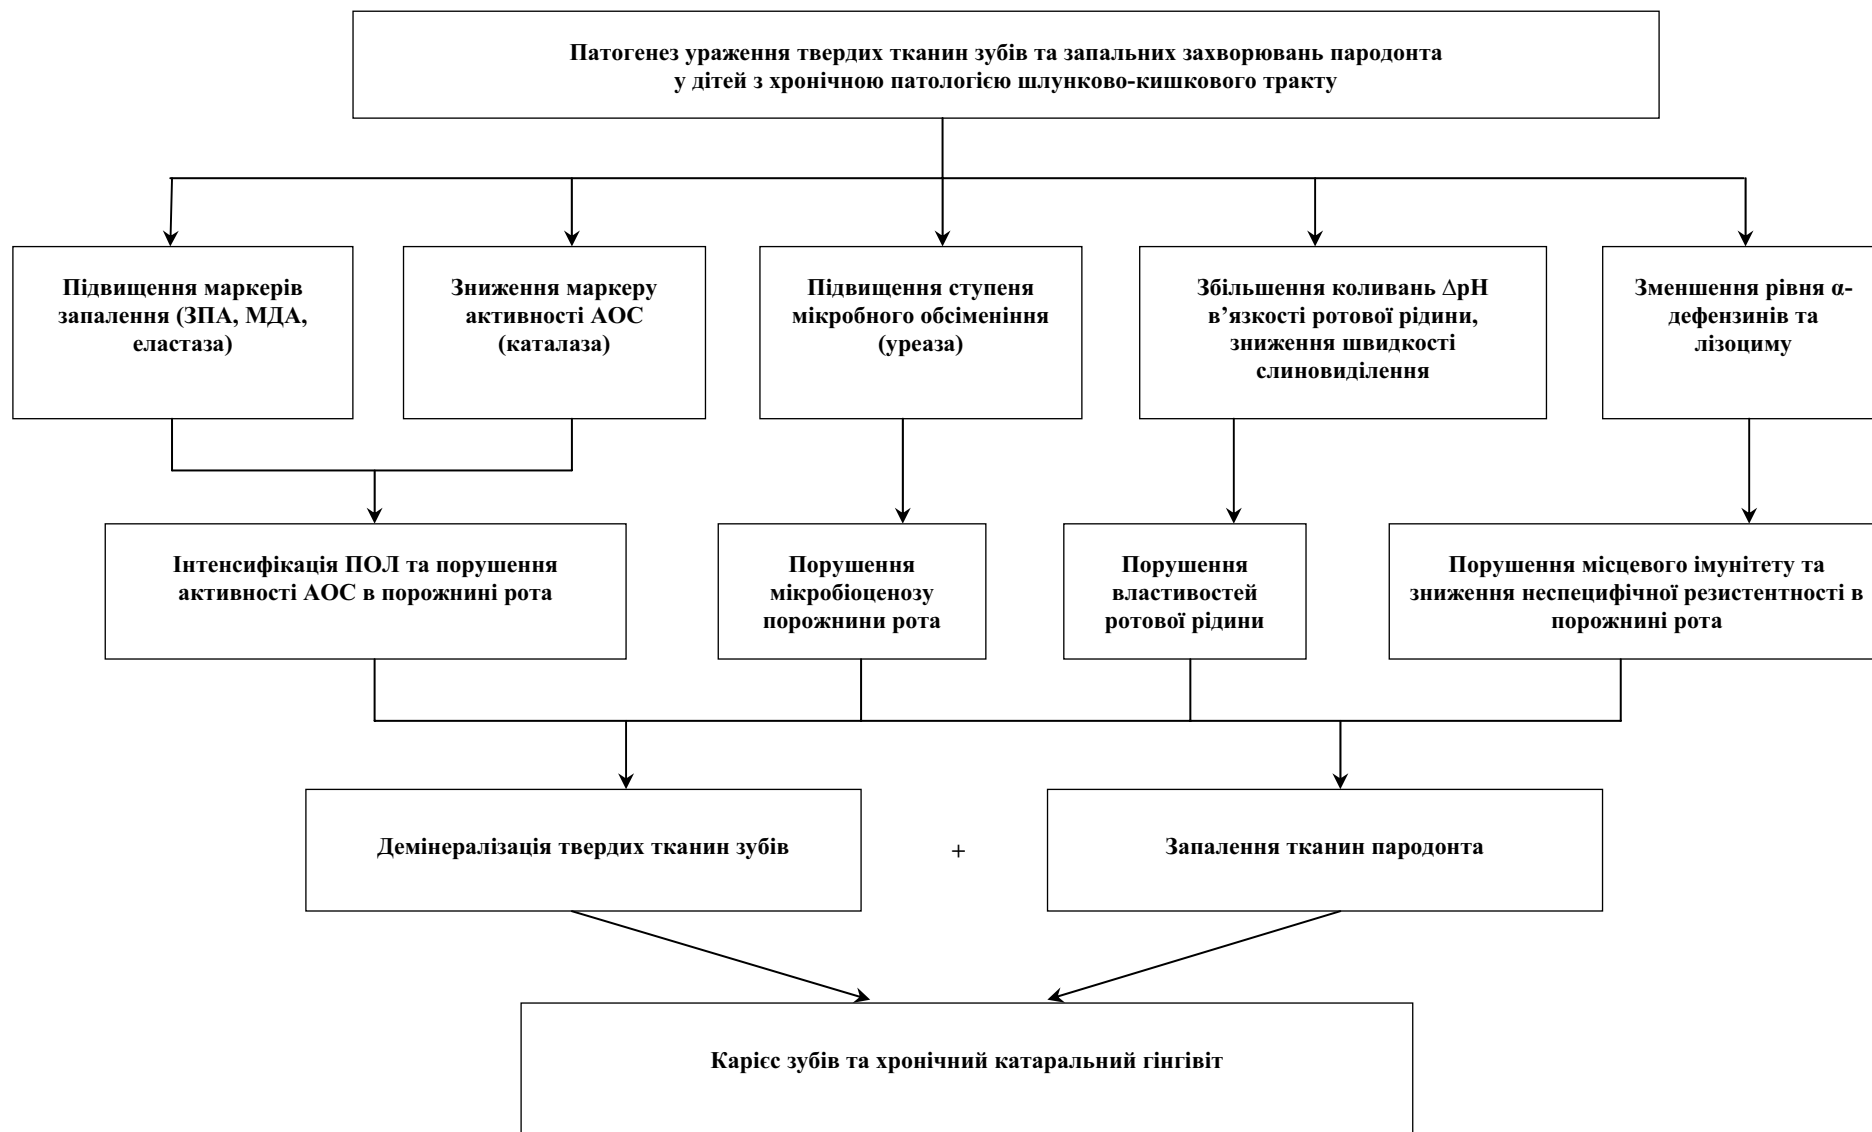 Патогенез ураження твердих тканин зубів та запальних захворювань пародонта
у дітей з хронічною патологією шлунково-кишкового тракту
Підвищення маркерів
запалення (ЗПА, МДА,
еластаза)
Зниження маркеру
активності АОС
(каталаза)
Підвищення ступеня
мікробного обсіменіння
(уреаза)
Збільшення коливань ∆рН
в’язкості ротової рідини,
зниження швидкості
слиновиділення
Зменшення рівня α-
дефензинів та
лізоциму
Інтенсифікація ПОЛ та порушення
активності АОС в порожнині рота
Порушення
мікробіоценозу
порожнини рота
Порушення
властивостей
ротової рідини
Порушення місцевого імунітету та
зниження неспецифічної резистентності в
порожнині рота
Демінералізація твердих тканин зубів
+
Запалення тканин пародонта
Карієс зубів та хронічний катаральний гінгівіт